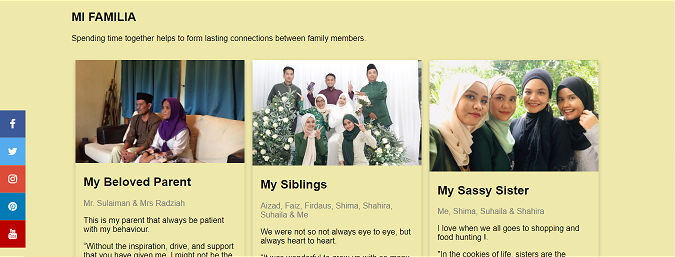 MI FAMILIA
Spending time together helps to form lasting connections between family members.
My Beloved Parent
Mr. Sulaiman & Mrs Radziah
This is my parent that always be patient
with my behaviour.
"Without the inspiration, drive, and support
that you have given me, I might not be the
My Siblings
Aizad, Faiz, Firdaus, Shima, Shahira,
Suhaila & Me
We were not so not always eye to eye, but
always heart to heart.
"It was wonderful to grow up with so many
My Sassy Sister
Me, Shima, Suhaila & Shahira
I love when we all goes to shopping and
food hunting !.
"In the cookies of life, sisters are the